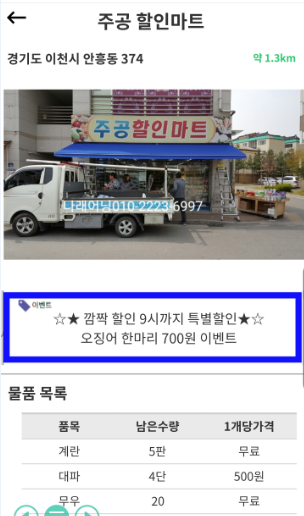 주공 할인마트
경기도 이천시 안흥동 374
약 1.3km
주공할인마트
나래어닝010-2223-6997
이벤트
☆★ 깜짝 할인 9시까지 특별할인★☆
오징어 한마리 700원 이벤트
물품 목록
품목 남은수량 1개당가격
계란 5판 무료
대파 4단 500원
무우 20 무료